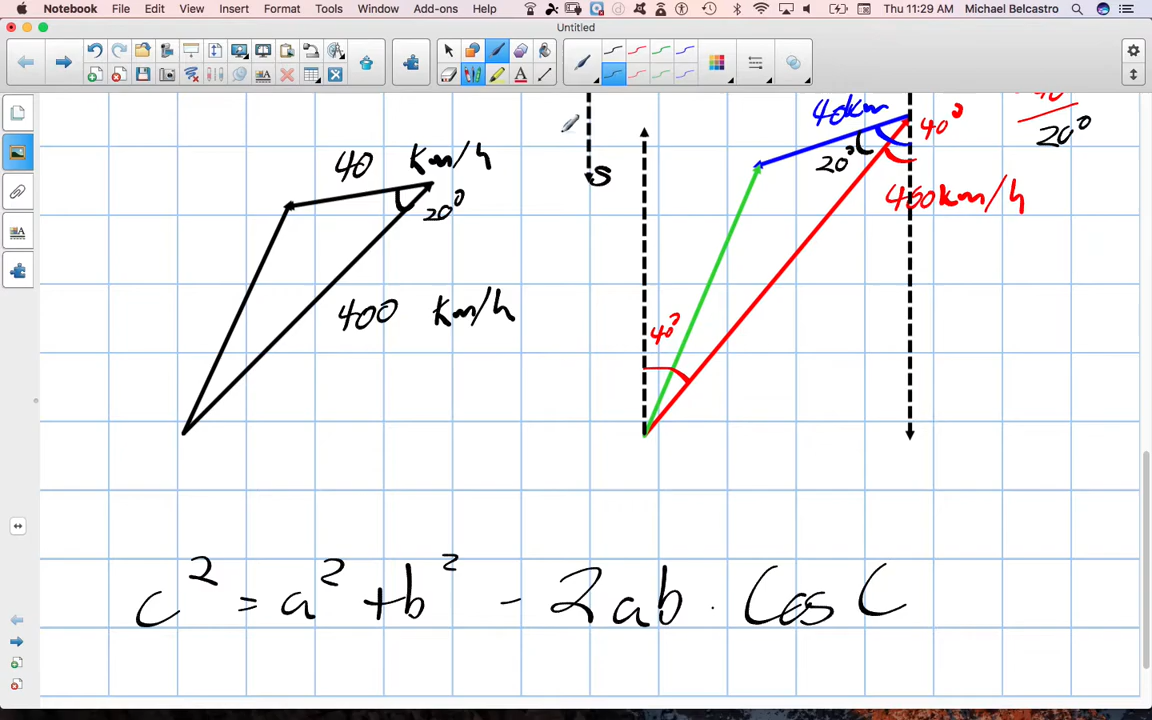 Notebook File Edit View Insert Format Tools Window Add-ons Help Thu 11:29 AM Michael Belcastro
Untitled
40 km/h
20°
400 km/h
S
40km
40°
20°
20°
400km/h
40°
c² = a² + b² - 2ab · Cos C